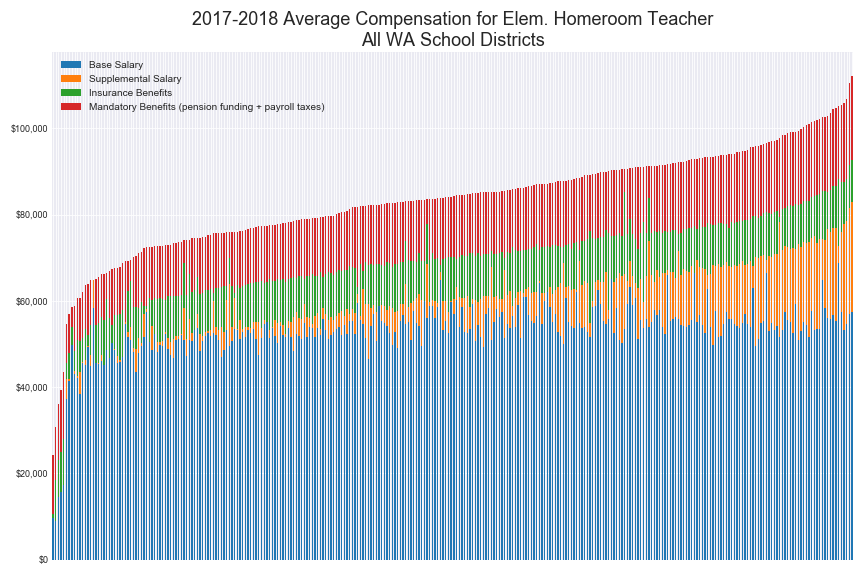 2017-2018 Average Compensation for Elem. Homeroom Teacher
All WA School Districts
Base Salary
Supplemental Salary
Insurance Benefits
Mandatory Benefits (pension funding + payroll taxes)
$100,000
$80,000
$60,000
$40,000
$20,000
$0